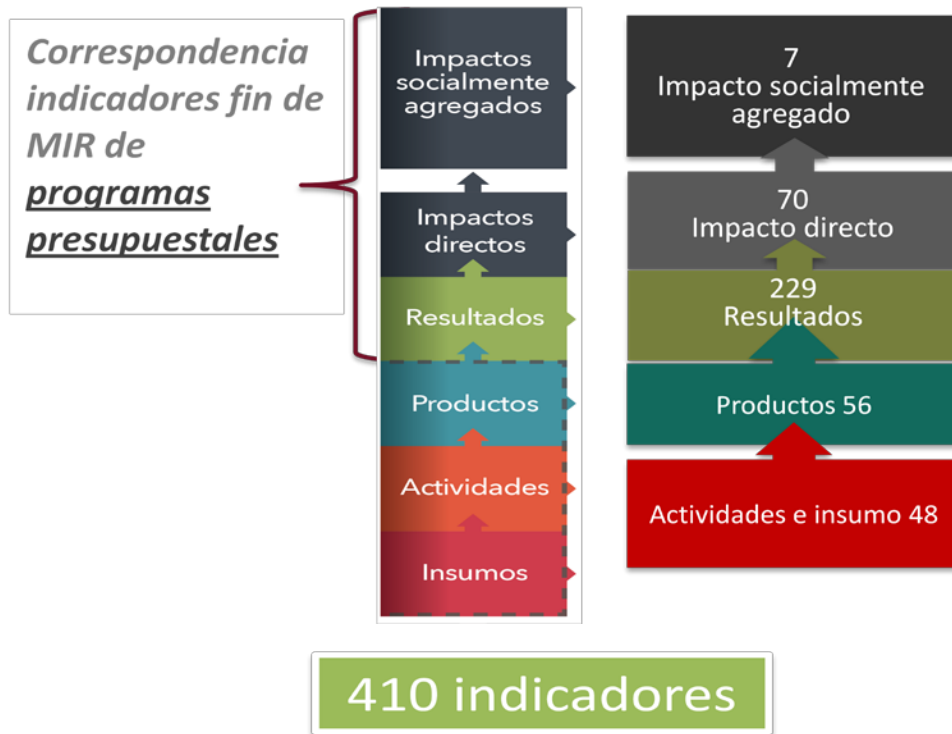 Correspondencia
indicadores fin de
MIR de
programas
presupuestales
Impactos
socialmente
agregados
Impactos
directos
Resultados
Productos
Actividades
Insumos
7
Impacto socialmente
agregado
70
Impacto directo
229
Resultados
Productos 56
Actividades e insumo 48
410 indicadores